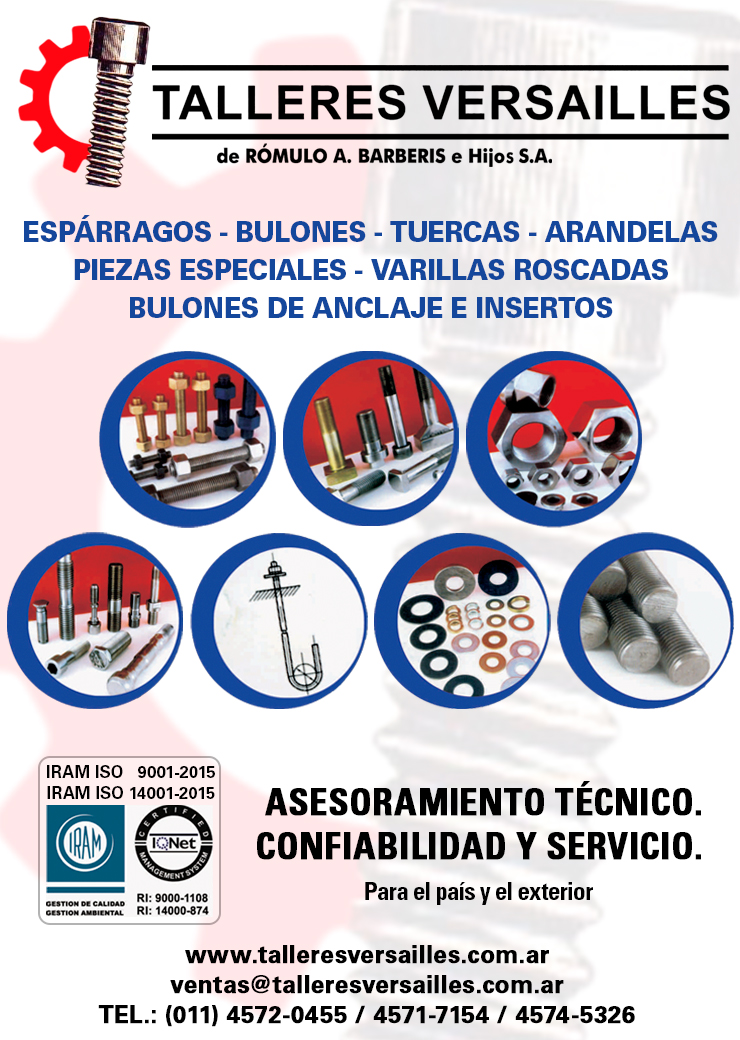 TALLERES VERSAILLES
de RÓMULO A. BARBERIS e Hijos S.A.
ESPÁRRAGOS - BULONES - TUERCAS - ARANDELAS
PIEZAS ESPECIALES - VARILLAS ROSCADAS
BULONES DE ANCLAJE E INSERTOS
IRAM ISO 9001-2015
IRAM ISO 14001-2015
IRAM
CERTIFIED
IQNet
MANAGEMENT SYSTEM
GESTION DE CALIDAD
GESTION AMBIENTAL
RI: 9000-1108
RI: 14000-874
ASESORAMIENTO TÉCNICO.
CONFIABILIDAD Y SERVICIO.
Para el país y el exterior
www.talleresversailles.com.ar
ventas@talleresversailles.com.ar
TEL.: (011) 4572-0455 / 4571-7154 / 4574-5326